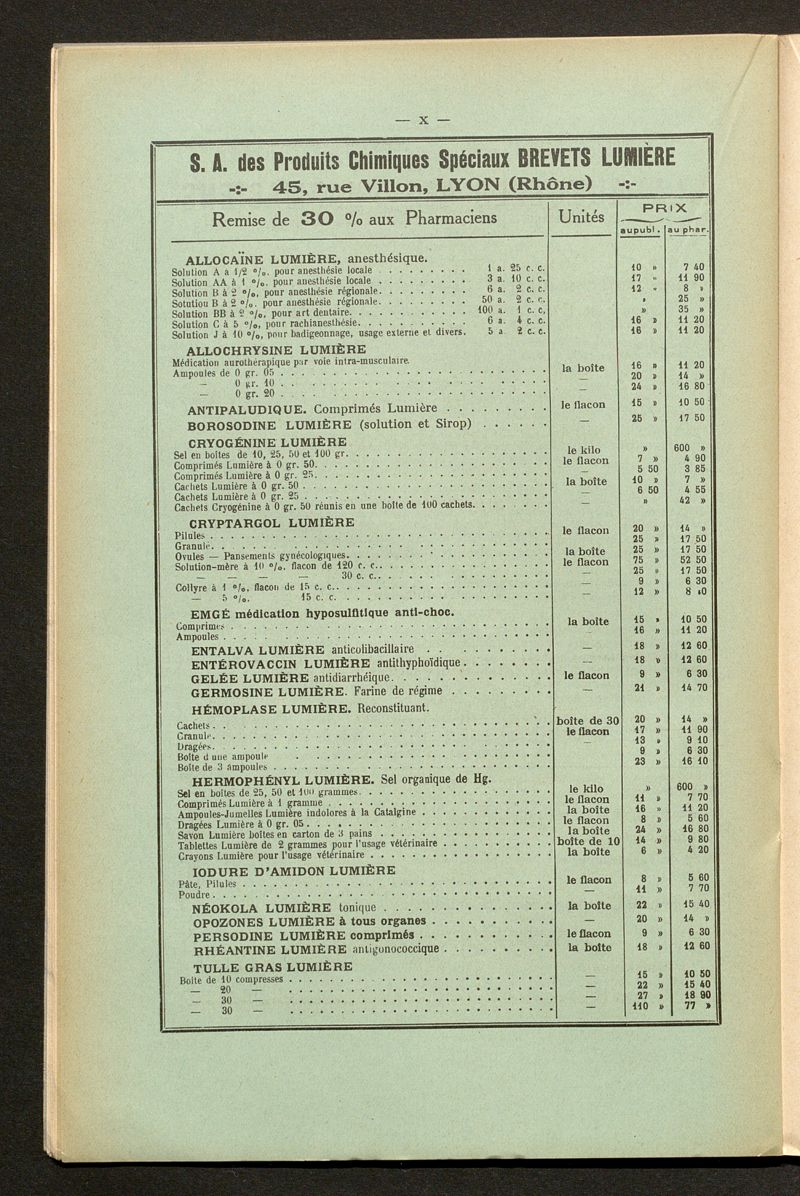 — X —
S. A. des Produits Chimiques Spéciaux BREVETS LUMIÈRE
-:- 45, rue Villon, LYON (Rhône) -:-
Remise de 30 % aux Pharmaciens Unités PRIX
au publ. au phar.
ALLOCAÏNE LUMIÈRE, anesthésique.
Solution A à 1/2 %, pour anesthésie locale 1 a. 25 c. c. 10 » 7 40
Solution AA à 1 %, pour anesthésie locale 3 a. 10 c. c. 17 » 11 90
Solution B à 2 %, pour anesthésie régionale 6 a. 2 c. c. 12 » 8 »
Solution B à 2 %, pour anesthésie régionale 50 a. 2 c. c. » 25 »
Solution BB à 2 %, pour art dentaire 100 a. 1 c. c. » 35 »
Solution C à 5 %, pour rachianesthésie 6 a. 4 c. c. 16 » 11 20
Solution J à 10 %, pour badigeonnage, usage externe et divers. 5 a 2 c. c. 16 » 11 20
ALLOCHRYSINE LUMIÈRE
Médication aurothérapique par voie intra-musculaire.
Ampoules de 0 gr. 05 la boîte 16 » 11 20
— 0 gr. 10 — 20 » 14 »
— 0 gr. 20 — 24 » 16 80
ANTIPALUDIQUE. Comprimés Lumière le flacon 15 » 10 50
BOROSODINE LUMIÈRE (solution et Sirop) — 25 » 17 50
CRYOGÉNINE LUMIÈRE
Sel en boîtes de 10, 25, 50 et 100 gr. le kilo » 600 »
Comprimés Lumière à 0 gr. 50 le flacon 7 » 4 90
Comprimés Lumière à 0 gr. 25 — 5 50 3 85
Cachets Lumière à 0 gr. 50 la boîte 10 » 7 »
Cachets Lumière à 0 gr. 25 — 6 50 4 55
Cachets Cryogénine à 0 gr. 50 réunis en une boîte de 100 cachets — » 42 »
CRYPTARGOL LUMIÈRE
Pilules le flacon 20 » 14 »
Granulé — 25 » 17 50
Ovules — Pansements gynécologiques la boîte 25 » 17 50
Solution-mère à 10 %, flacon de 120 c. c. le flacon 75 » 52 50
— — — — 30 c. c. — 25 » 17 50
Collyre à 1 %, flacon de 15 c. c. — 9 » 6 30
— 5 %, 15 c. c. — 12 » 8
EMGÉ médication hyposulfitique anti-choc.
Comprimés la boîte 15 » 10 50
Ampoules 16 » 11 20
ENTALVA LUMIÈRE anticolibacillaire — 18 » 12 60
ENTÉROVACCIN LUMIÈRE antithyphoïdique — 18 » 12 60
GELÉE LUMIÈRE antidiarrhéique le flacon 9 » 6 30
GERMOSINE LUMIÈRE. Farine de régime — 21 » 14 70
HÉMOPLASE LUMIÈRE. Reconstituant.
Cachets boîte de 30 20 » 14 »
Granulé le flacon 17 » 11 90
Dragées — 13 » 9 10
Boîte d'une ampoule 9 » 6 30
Boîte de 3 ampoules 23 » 16 10
HERMOPHÉNYL LUMIÈRE. Sel organique de Hg.
Sel en boîtes de 25, 50 et 100 grammes le kilo » 600 »
Comprimés Lumière à 1 gramme le flacon 11 » 7 70
Ampoules-Jumelles Lumière indolores à la Catalgine la boîte 16 » 11 20
Dragées Lumière à 0 gr. 05 le flacon 8 » 5 60
Savon Lumière boîtes en carton de 3 pains la boîte 24 » 16 80
Tablettes Lumière de 2 grammes pour l'usage vétérinaire boîte de 10 14 » 9 80
Crayons Lumière pour l'usage vétérinaire la boîte 6 » 4 20
IODURE D'AMIDON LUMIÈRE
Pâte, Pilules le flacon 8 » 5 60
Poudre — 11 » 7 70
NÉOKOLA LUMIÈRE tonique la boîte 22 » 15 40
OPOZONES LUMIÈRE à tous organes — 20 » 14 »
PERSODINE LUMIÈRE comprimés le flacon 9 » 6 30
RHÉANTINE LUMIÈRE antigonococcique la boîte 18 » 12 60
TULLE GRAS LUMIÈRE
Boîte de 10 compresses — 15 » 10 50
— 20 — — 22 » 15 40
— 30 — — 27 » 18 90
— 30 — — 110 » 77 »